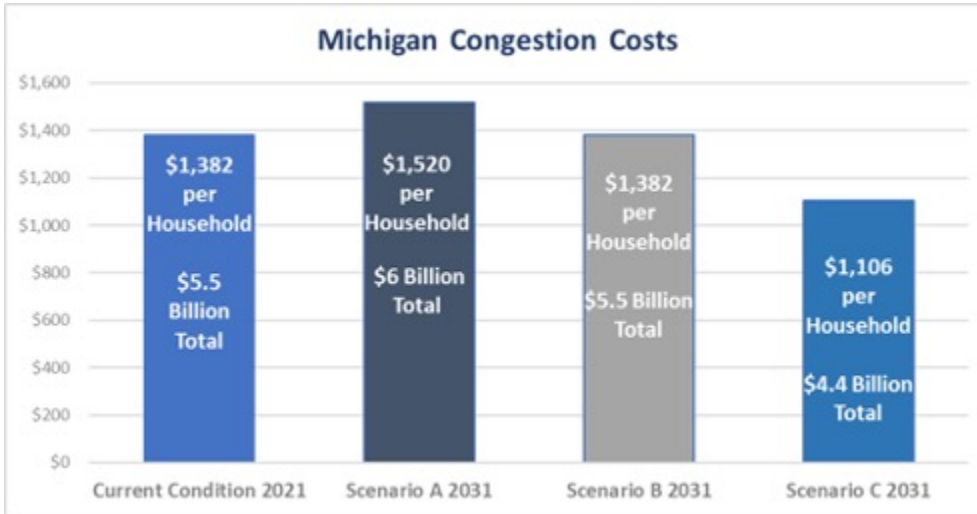 Michigan Congestion Costs
$1,600
$1,400
$1,200
$1,000
$800
$600
$400
$200
$0
$1,382
per
Household
$5.5
Billion
Total
$1,520
per
Household
$6 Billion
Total
$1,382
per
Household
$5.5 Billion
Total
$1,106
per
Household
$4.4 Billion
Total
Current Condition 2021
Scenario A 2031
Scenario B 2031
Scenario C 2031